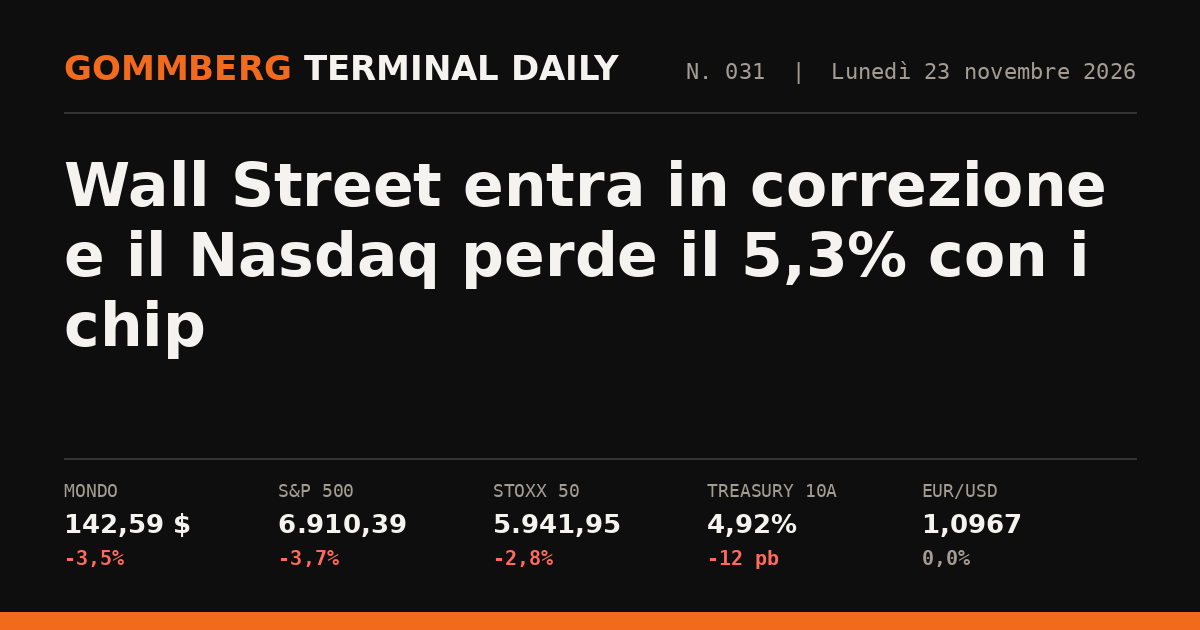 GOMMBERG TERMINAL DAILY N. 031 | Lunedì 23 novembre 2026
Wall Street entra in correzione
e il Nasdaq perde il 5,3% con i
chip
MONDO S&P 500 STOXX 50 TREASURY 10A EUR/USD
142,59 $ 6.910,39 5.941,95 4,92% 1,0967
-3,5% -3,7% -2,8% -12 pb 0,0%